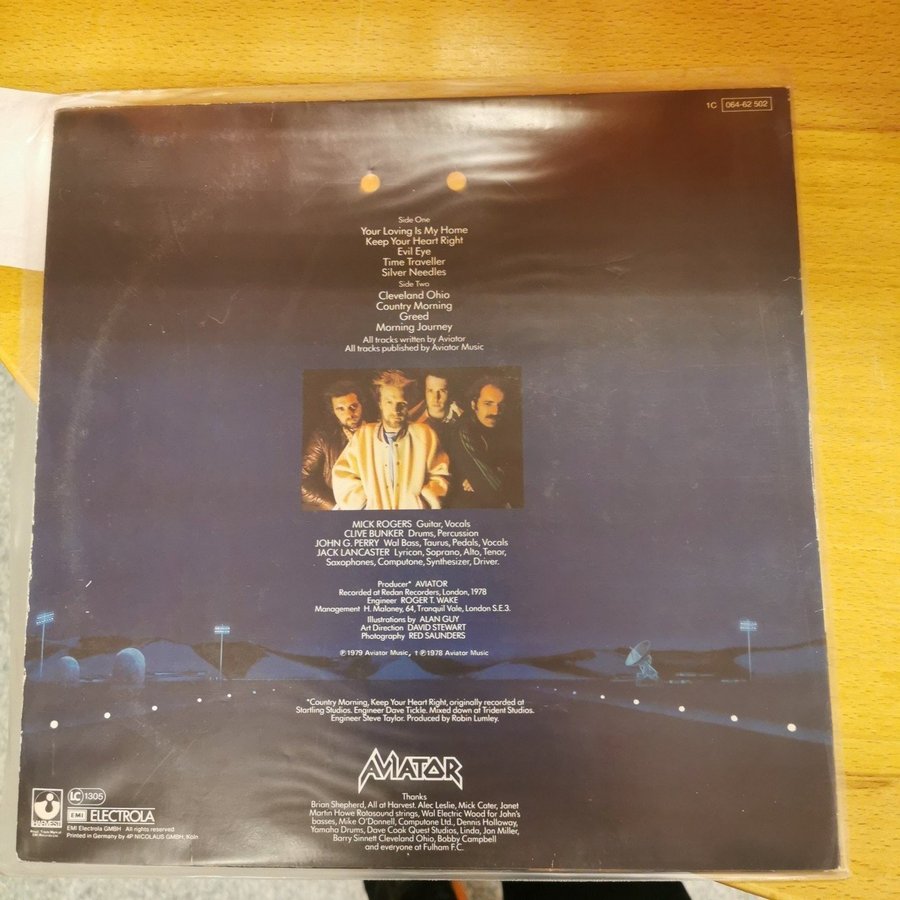 1C 064-62 502
Side One
Your Loving Is My Home
Keep Your Heart Right
Evil Eye
Time Traveller
Silver Needles
Side Two
Cleveland Ohio
Country Morning
Greed
Morning Journey
All tracks written by Aviator
All tracks published by Aviator Music
MICK ROGERS Guitar, Vocals
CLIVE BUNKER Drums, Percussion
JOHN G. PERRY Wal Bass, Taurus, Pedals, Vocals
JACK LANCASTER Lyricon, Soprano, Alto, Tenor,
Saxophones, Computone, Synthesizer, Driver.
Producer* AVIATOR
Recorded at Redan Recorders, London, 1978
Engineer ROGER T. WAKE
Management H. Maloney, 64, Tranquil Vale, London S.E.3.
Illustrations by ALAN GUY
Art Direction DAVID STEWART
Photography RED SAUNDERS
℗ 1979 Aviator Music, † ℗ 1978 Aviator Music
*Country Morning, Keep Your Heart Right, originally recorded at
Startling Studios. Engineer Dave Tickle. Mixed down at Trident Studios.
Engineer Steve Taylor. Produced by Robin Lumley.
AVIATOR
Thanks
Brian Shepherd, All at Harvest. Alec Leslie, Mick Cater, Janet
Martin Howe Rotosound strings, Wal Electric Wood for John's
basses, Mike O'Donnell, Computone Ltd., Dennis Holloway,
Yamaha Drums, Dave Cook Quest Studios, Linda, Jan Miller,
Barry Sinnett Cleveland Ohio, Bobby Campbell
and everyone at Fulham F.C.
HARVEST
LC 1305
EMI ELECTROLA
EMI Electrola GMBH All rights reserved
Printed in Germany by 4P NICOLAUS GMBH, Köln